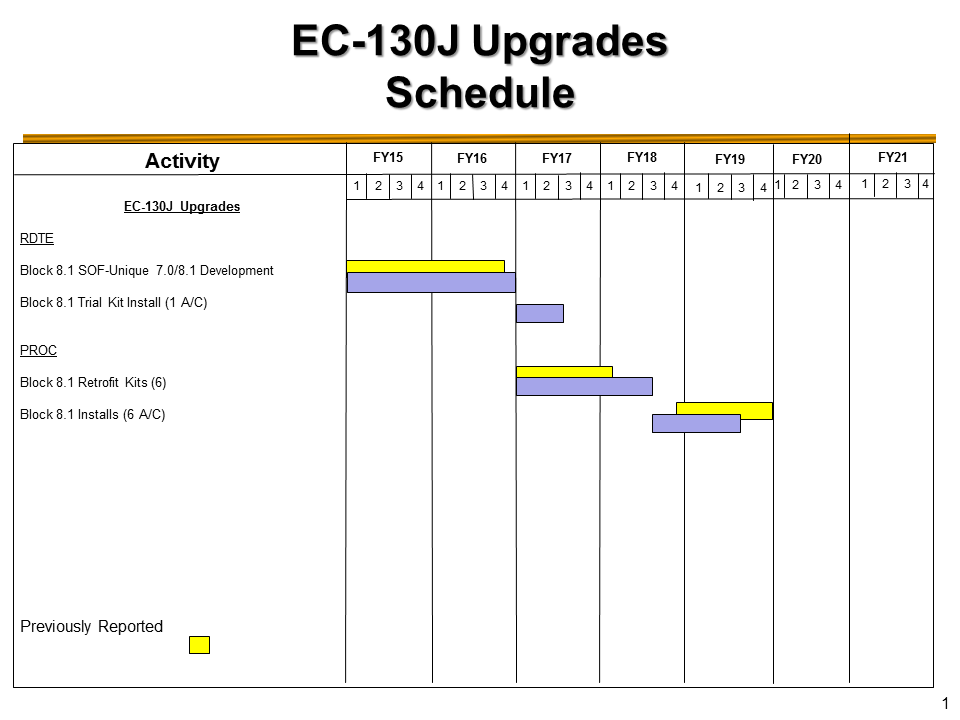 EC-130J Upgrades
Schedule
Activity FY15 FY16 FY17 FY18 FY19 FY20 FY21
1 2 3 4 1 2 3 4 1 2 3 4 1 2 3 4 1 2 3 4 1 2 3 4 1 2 3 4
EC-130J Upgrades
RDTE
Block 8.1 SOF-Unique 7.0/8.1 Development
Block 8.1 Trial Kit Install (1 A/C)
PROC
Block 8.1 Retrofit Kits (6)
Block 8.1 Installs (6 A/C)
Previously Reported
1